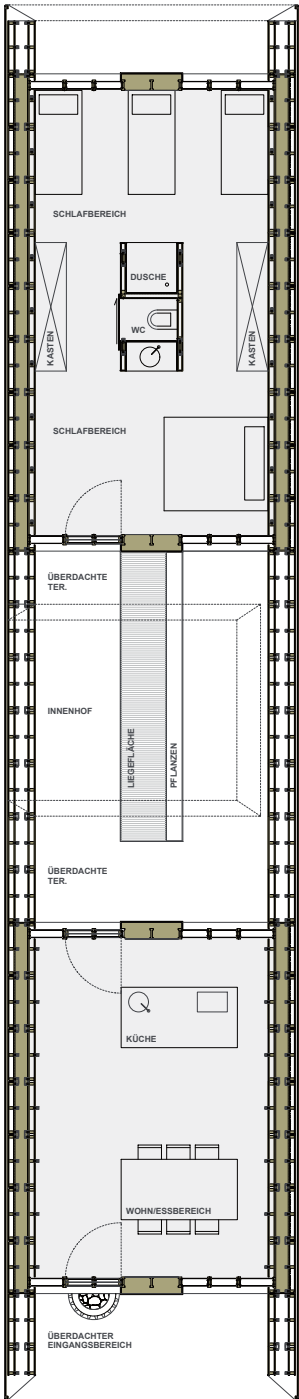 SCHLAFBEREICH
DUSCHE
WC
KASTEN
KASTEN
SCHLAFBEREICH
ÜBERDACHTE
TER.
INNENHOF
LIEGEFLÄCHE
PFLANZEN
ÜBERDACHTE
TER.
KÜCHE
WOHN/ESSBEREICH
ÜBERDACHTER
EINGANGSBEREICH